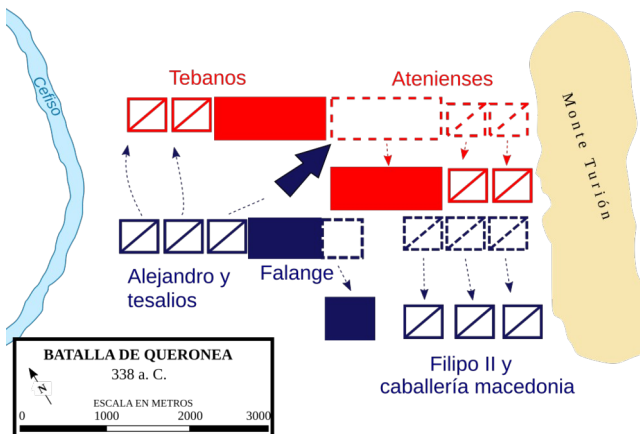 Cefiso
Tebanos
Atenienses
Monte Turión
Alejandro y
tesalios
Falange
Filipo II y
caballería macedonia
BATALLA DE QUERONEA
338 a. C.
N
ESCALA EN METROS
0 1000 2000 3000